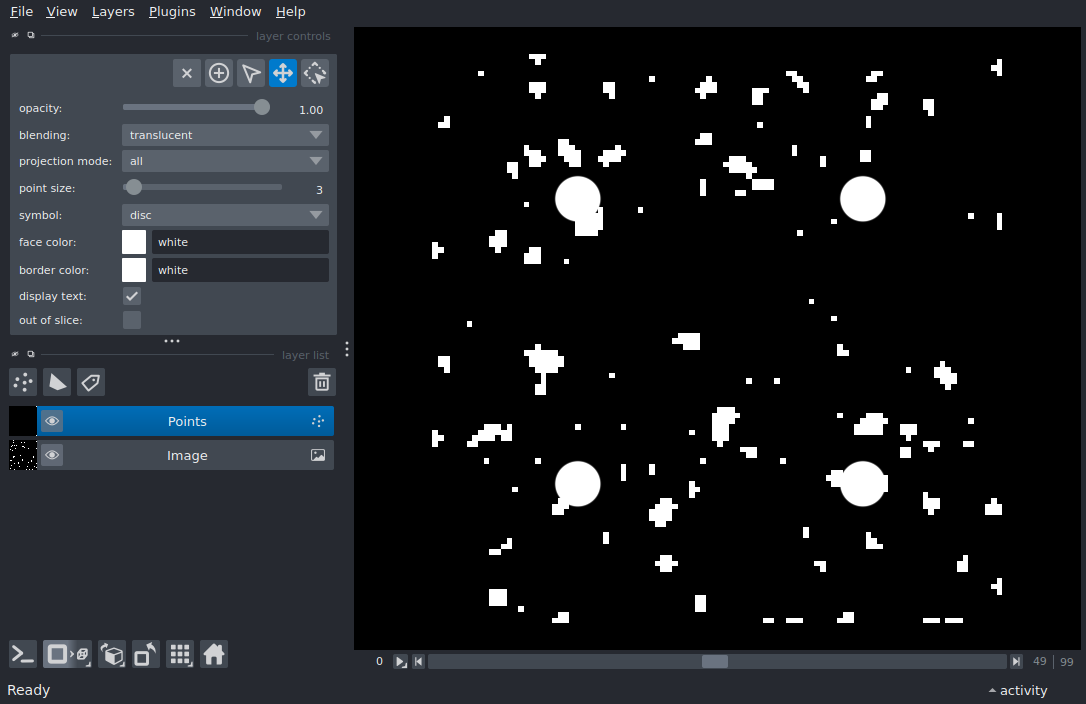 File View Layers Plugins Window Help
layer controls
opacity: 1.00
blending: translucent
projection mode: all
point size: 3
symbol: disc
face color: white
border color: white
display text:
out of slice:
layer list
Points
Image
0 49 99
Ready activity